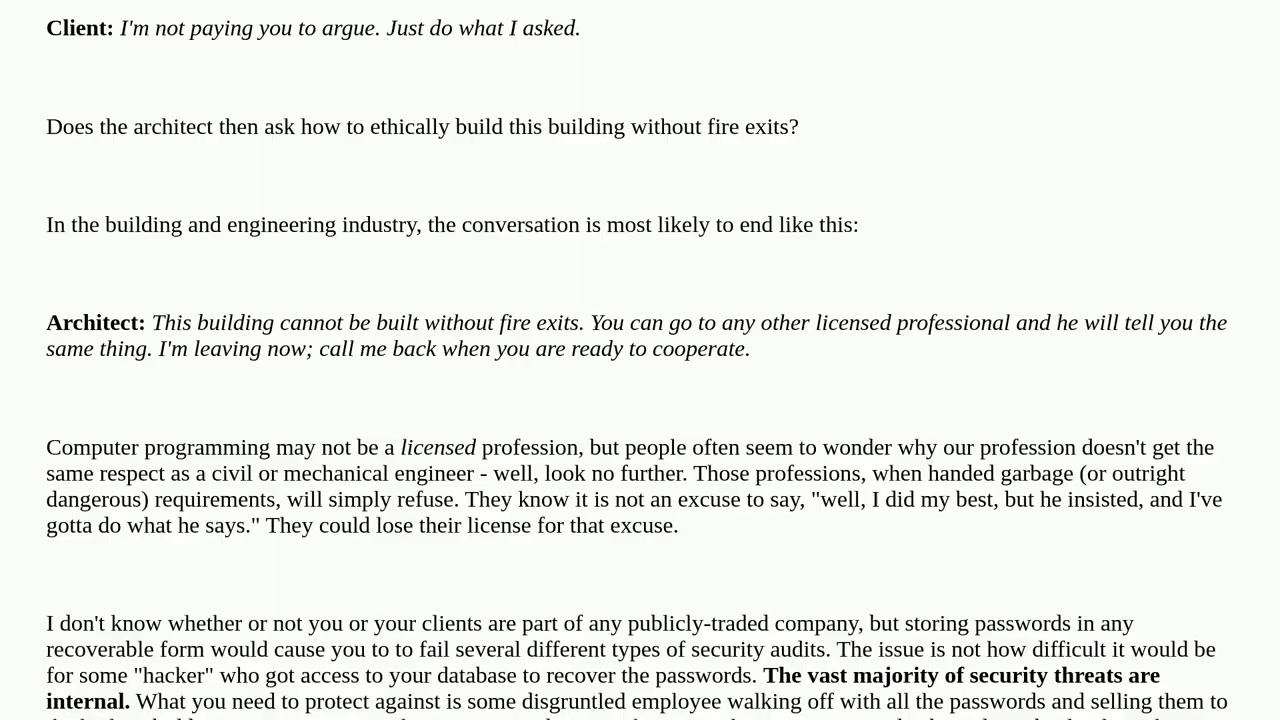 Client: I'm not paying you to argue. Just do what I asked.
Does the architect then ask how to ethically build this building without fire exits?
In the building and engineering industry, the conversation is most likely to end like this:
Architect: This building cannot be built without fire exits. You can go to any other licensed professional and he will tell you the
same thing. I'm leaving now; call me back when you are ready to cooperate.
Computer programming may not be a licensed profession, but people often seem to wonder why our profession doesn't get the
same respect as a civil or mechanical engineer - well, look no further. Those professions, when handed garbage (or outright
dangerous) requirements, will simply refuse. They know it is not an excuse to say, "well, I did my best, but he insisted, and I've
gotta do what he says." They could lose their license for that excuse.
I don't know whether or not you or your clients are part of any publicly-traded company, but storing passwords in any
recoverable form would cause you to to fail several different types of security audits. The issue is not how difficult it would be
for some "hacker" who got access to your database to recover the passwords. The vast majority of security threats are
internal. What you need to protect against is some disgruntled employee walking off with all the passwords and selling them to